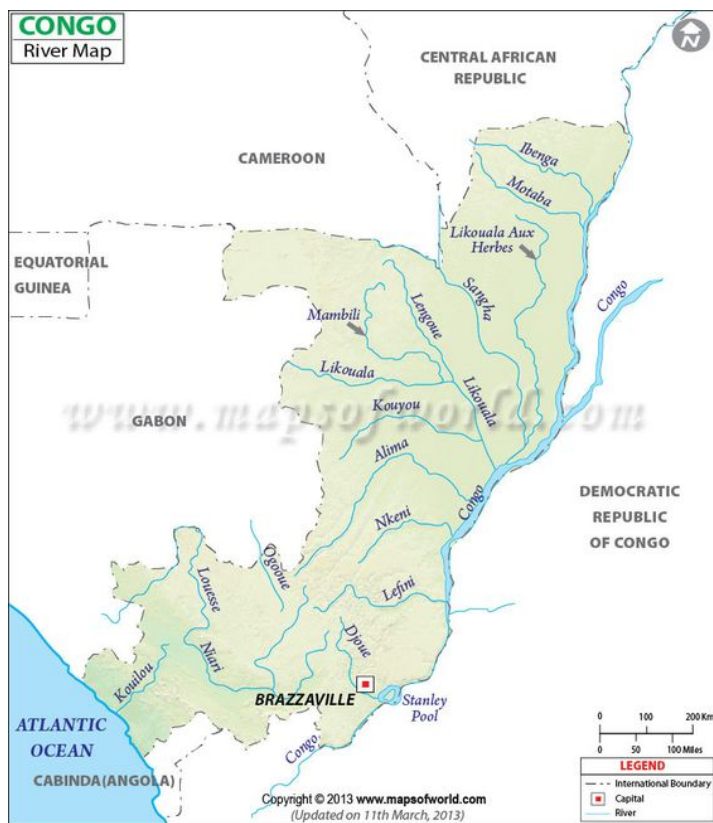 CONGO
River Map
N
CENTRAL AFRICAN
REPUBLIC
CAMEROON
EQUATORIAL
GUINEA
GABON
DEMOCRATIC
REPUBLIC
OF CONGO
CABINDA(ANGOLA)
ATLANTIC
OCEAN
Ibenga
Motaba
Likouala Aux
Herbes
Sangha
Congo
Lengoue
Mambili
Likouala
Likouala
www.mapsofworld.com
Kouyou
Alima
Congo
Nkeni
Ogooue
Louesse
Lefini
Djoue
Niari
Kouilou
BRAZZAVILLE
Stanley
Pool
Congo
0 100 200 Km
0 50 100 Miles
LEGEND
International Boundary
Capital
River
Copyright © 2013 www.mapsofworld.com
(Updated on 11th March, 2013)